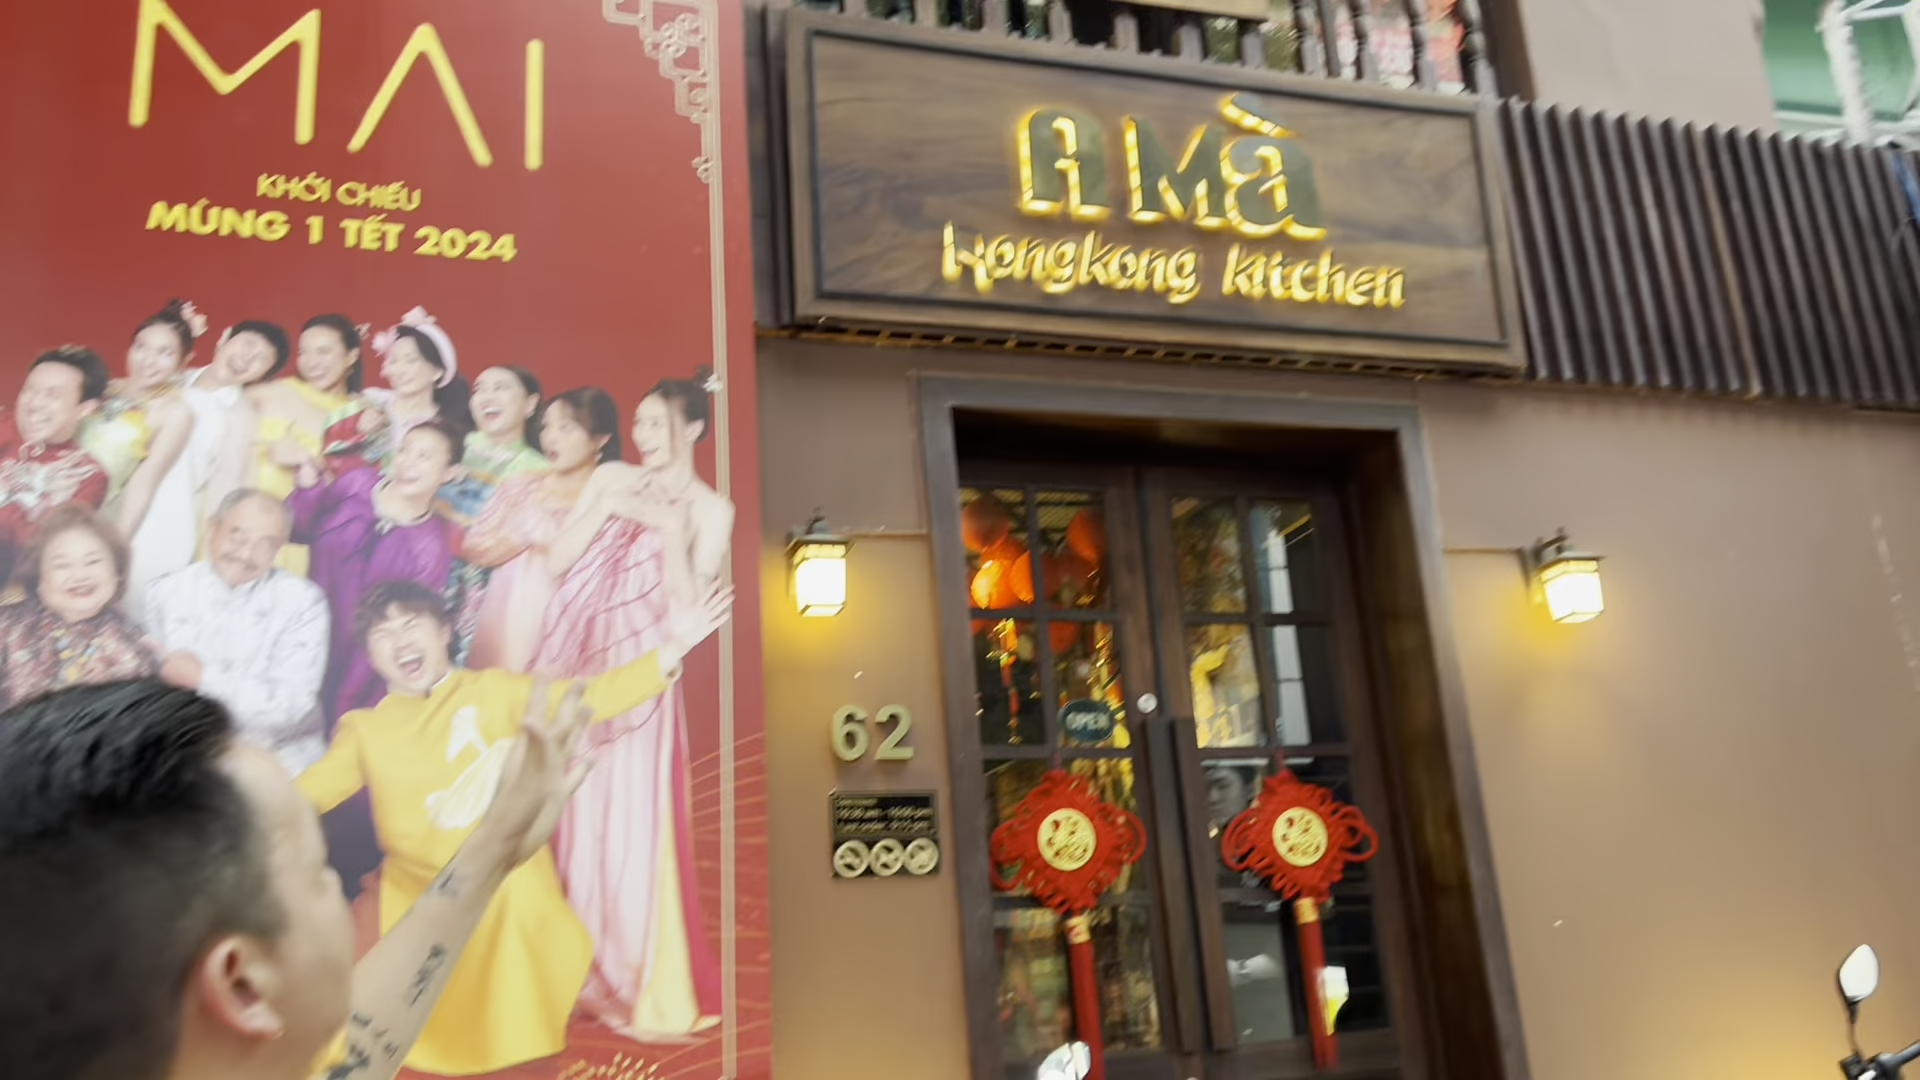 MAI
KHỞI CHIẾU
MÙNG 1 TẾT 2024
A Mà
Hongkong kitchen
62
OPEN